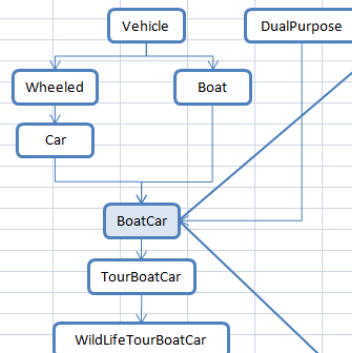 Vehicle
DualPurpose
Wheeled
Boat
Car
BoatCar
TourBoatCar
WildLifeTourBoatCar